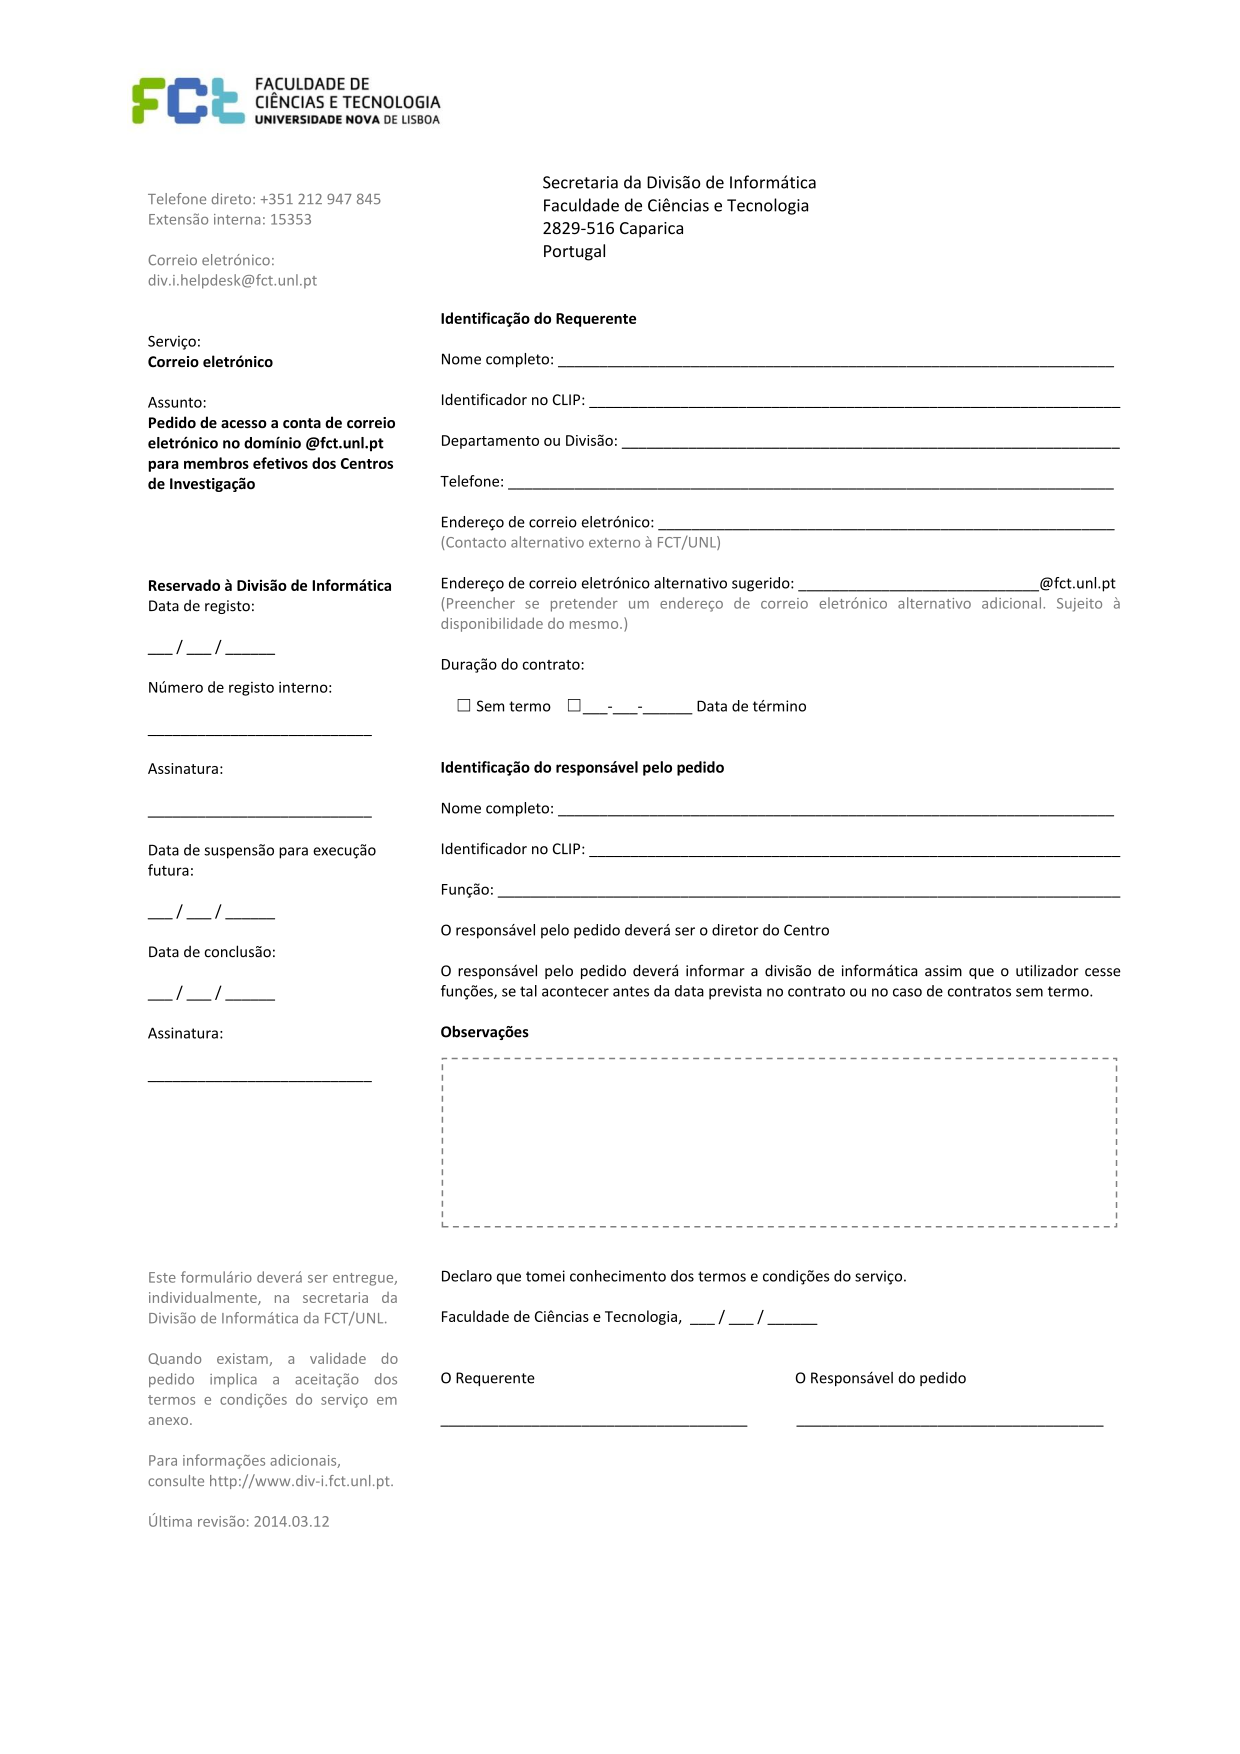 FCt
FACULDADE DE
CIÊNCIAS E TECNOLOGIA
UNIVERSIDADE NOVA DE LISBOA
Telefone direto: +351 212 947 845
Extensão interna: 15353
Correio eletrónico:
div.i.helpdesk@fct.unl.pt
Secretaria da Divisão de Informática
Faculdade de Ciências e Tecnologia
2829-516 Caparica
Portugal
Serviço:
Correio eletrónico
Assunto:
Pedido de acesso a conta de correio
eletrónico no domínio @fct.unl.pt
para membros efetivos dos Centros
de Investigação
Reservado à Divisão de Informática
Data de registo:
___ / ___ / ______
Número de registo interno:
___________________________
Assinatura:
___________________________
Data de suspensão para execução
futura:
___ / ___ / ______
Data de conclusão:
___ / ___ / ______
Assinatura:
___________________________
Este formulário deverá ser entregue,
individualmente, na secretaria da
Divisão de Informática da FCT/UNL.
Quando existam, a validade do
pedido implica a aceitação dos
termos e condições do serviço em
anexo.
Para informações adicionais,
consulte http://www.div-i.fct.unl.pt.
Última revisão: 2014.03.12
Identificação do Requerente
Nome completo: ___________________________________________________________________
Identificador no CLIP: ________________________________________________________________
Departamento ou Divisão: ____________________________________________________________
Telefone: _________________________________________________________________________
Endereço de correio eletrónico: _______________________________________________________
(Contacto alternativo externo à FCT/UNL)
Endereço de correio eletrónico alternativo sugerido: _____________________________@fct.unl.pt
(Preencher se pretender um endereço de correio eletrónico alternativo adicional. Sujeito à
disponibilidade do mesmo.)
Duração do contrato:
☐ Sem termo ☐___-___-______ Data de término
Identificação do responsável pelo pedido
Nome completo: ___________________________________________________________________
Identificador no CLIP: ________________________________________________________________
Função: ___________________________________________________________________________
O responsável pelo pedido deverá ser o diretor do Centro
O responsável pelo pedido deverá informar a divisão de informática assim que o utilizador cesse
funções, se tal acontecer antes da data prevista no contrato ou no caso de contratos sem termo.
Observações
Declaro que tomei conhecimento dos termos e condições do serviço.
Faculdade de Ciências e Tecnologia, ___ / ___ / ______
O Requerente O Responsável do pedido
_____________________________________ _____________________________________